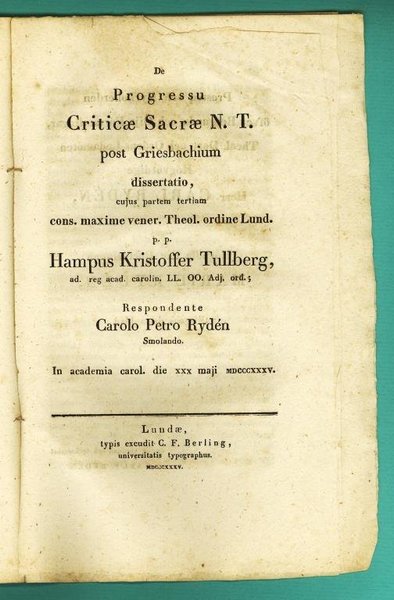 De
Progressu
Criticæ Sacræ N. T.
post Griesbachium
dissertatio,
cujus partem tertiam
cons. maxime vener. Theol. ordine Lund.
p. p.
Hampus Kristoffer Tullberg,
ad. reg acad. carolin. LL. OO. Adj. ord.;
Respondente
Carolo Petro Rydén
Smolando.
In academia carol. die XXX maji MDCCCXXXV.
Lundæ,
typis excudit C. F. Berling,
universitatis typographus.
MDCCCXXXV.